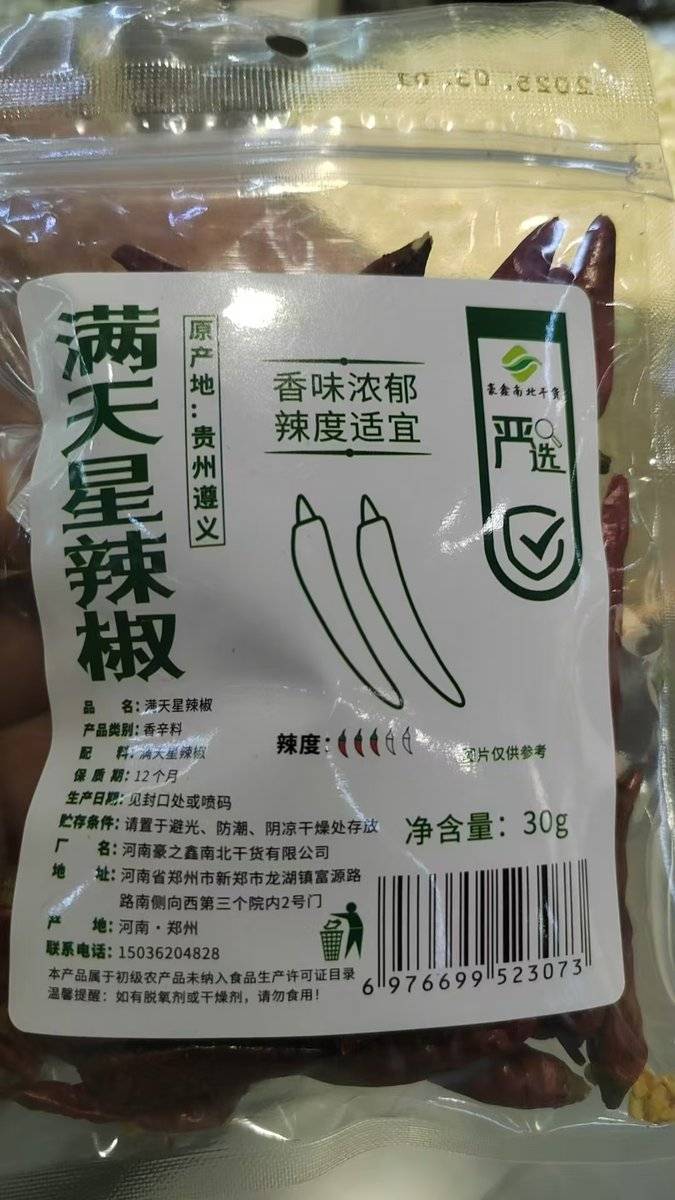 2025.03.01
满天星辣椒
原产地：贵州遵义
香味浓郁
辣度适宜
豪鑫南北干货
严选
辣度：
图片仅供参考
品　名：满天星辣椒
产品类别：香辛料
配　料：满天星辣椒
保 质 期：12个月
生产日期：见封口处或喷码
贮存条件：请置于避光、防潮、阴凉干燥处存放
净含量：30g
厂　名：河南豪之鑫南北干货有限公司
地　址：河南省郑州市新郑市龙湖镇富源路
路南侧向西第三个院内2号门
产　地：河南·郑州
联系电话：15036204828
本产品属于初级农产品未纳入食品生产许可证目录
温馨提醒：如有脱氧剂或干燥剂，请勿食用！
6 976699 523073